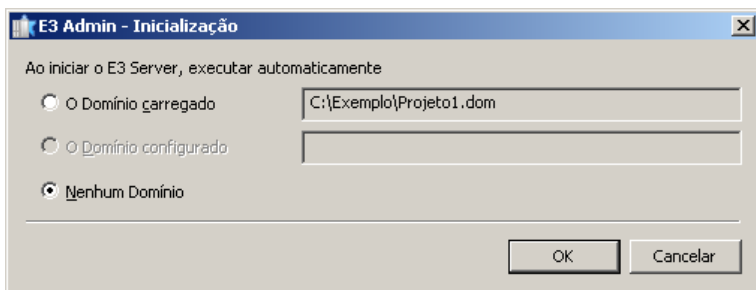 E3 Admin - Inicialização
Ao iniciar o E3 Server, executar automaticamente
O Domínio carregado
C:\Exemplo\Projeto1.dom
O Domínio configurado
Nenhum Domínio
OK
Cancelar